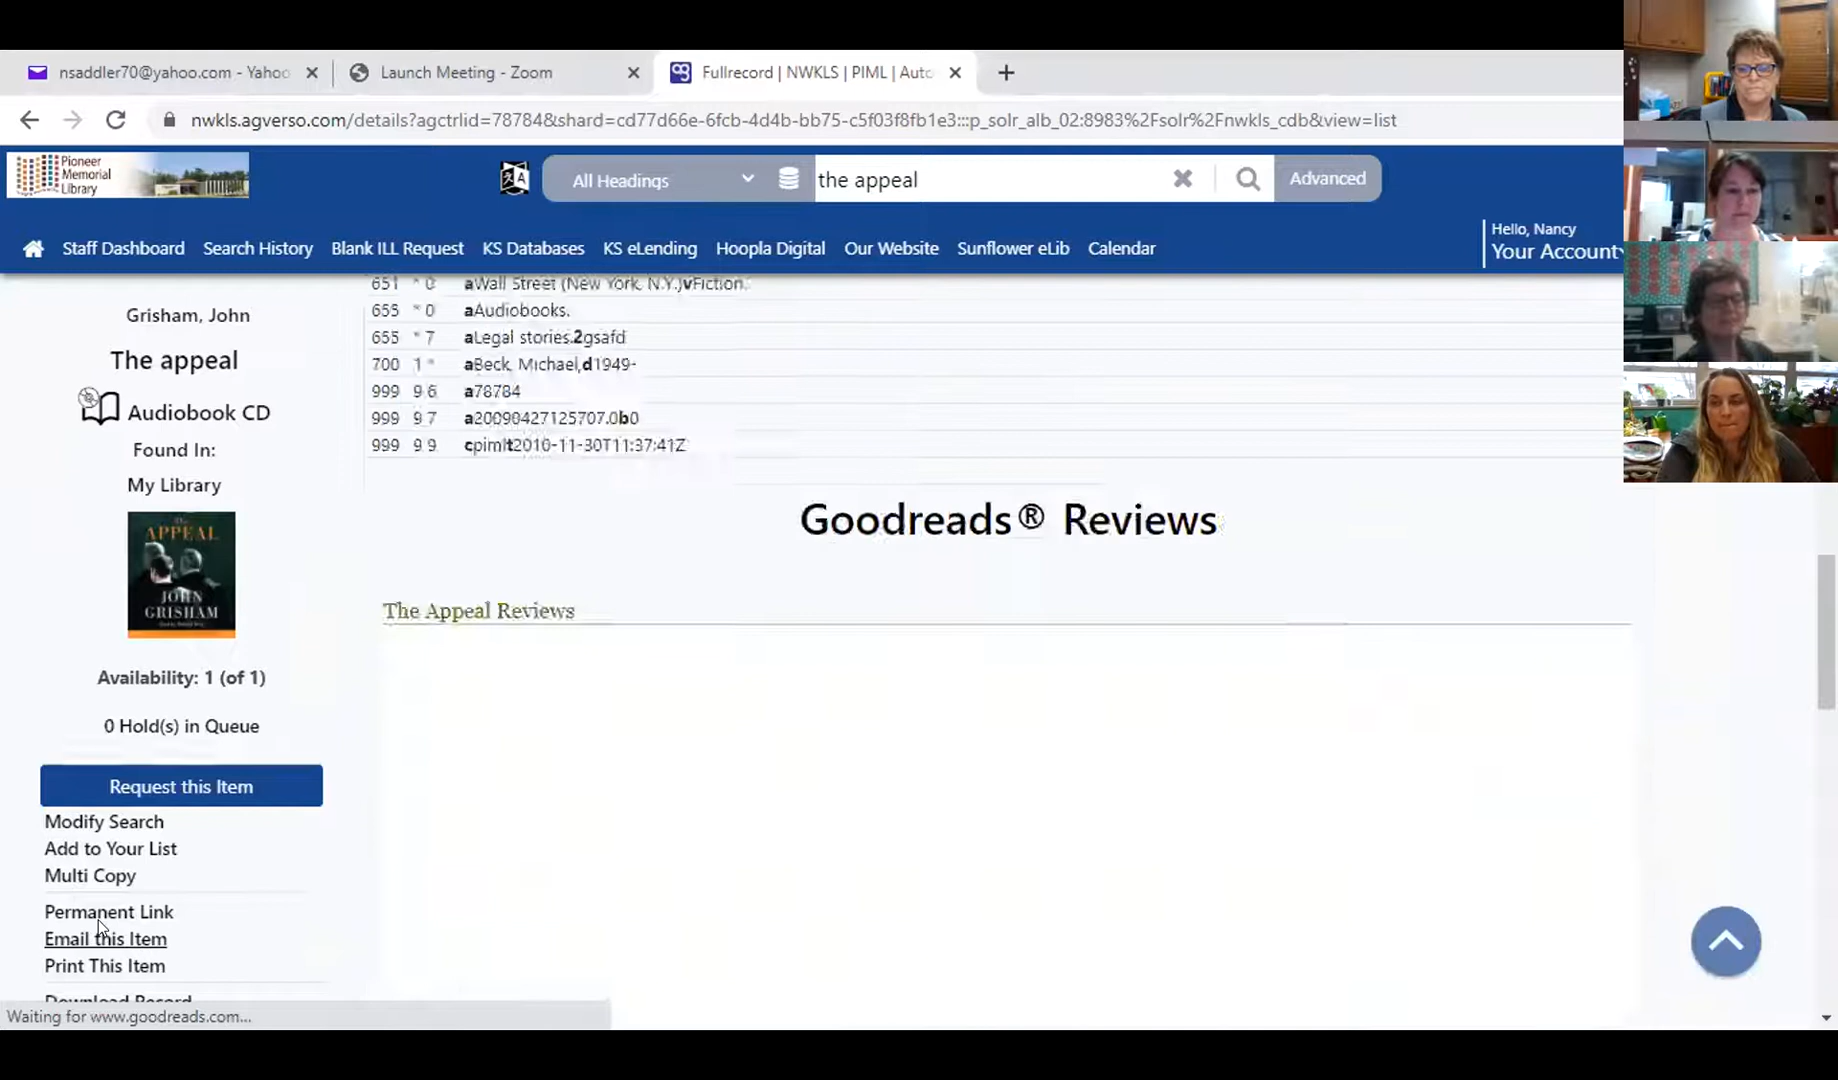 nsaddler70@yahoo.com - Yahoo
Launch Meeting - Zoom
Fullrecord | NWKLS | PIML | Auto
nwkls.agverso.com/details?agctrlid=78784&shard=cd77d66e-6fcb-4d4b-bb75-c5f03f8fb1e3:::p_solr_alb_02:8983%2Fsolr%2Fnwkls_cdb&view=list
Pioneer
Memorial
Library
All Headings
the appeal
Advanced
Hello, Nancy
Your Account
Staff Dashboard
Search History
Blank ILL Request
KS Databases
KS eLending
Hoopla Digital
Our Website
Sunflower eLib
Calendar
651 * 0 aWall Street (New York, N.Y.)vFiction.
655 * 0 aAudiobooks.
655 * 7 aLegal stories.2gsafd
700 1 * aBeck, Michael,d1949-
999 9 6 a78784
999 9 7 a20090427125707.0b0
999 9 9 cpimlt2010-11-30T11:37:41Z
Grisham, John
The appeal
Audiobook CD
Found In:
My Library
The
APPEAL
JOHN
GRISHAM
Availability: 1 (of 1)
0 Hold(s) in Queue
Request this Item
Modify Search
Add to Your List
Multi Copy
Permanent Link
Email this Item
Print This Item
Download Record
Goodreads® Reviews
The Appeal Reviews
Waiting for www.goodreads.com...